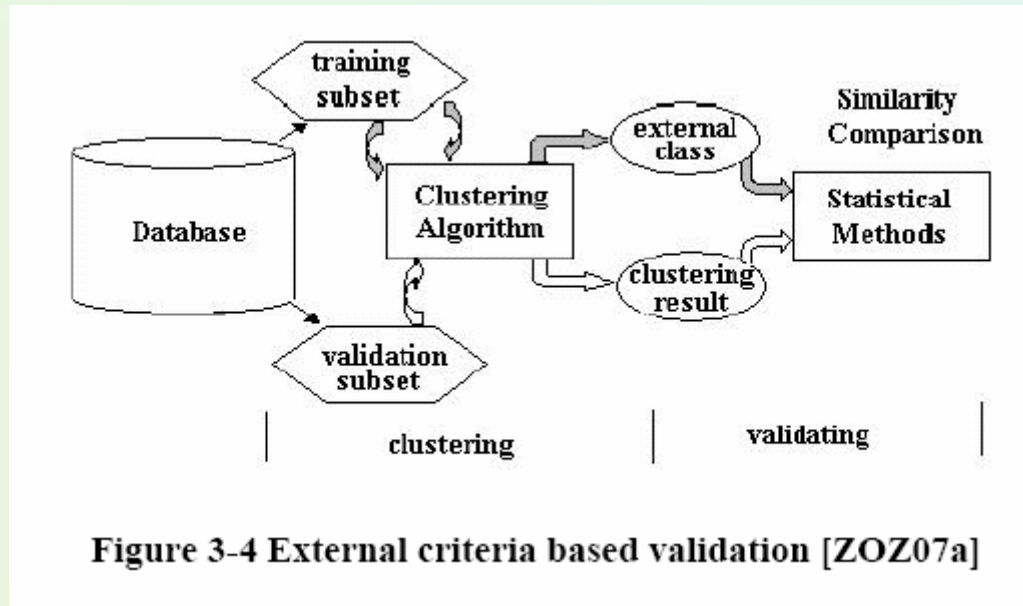 training
subset
Similarity
Comparison
external
class
Database
Clustering
Algorithm
Statistical
Methods
clustering
result
validation
subset
clustering
validating
Figure 3-4 External criteria based validation [ZOZ07a]